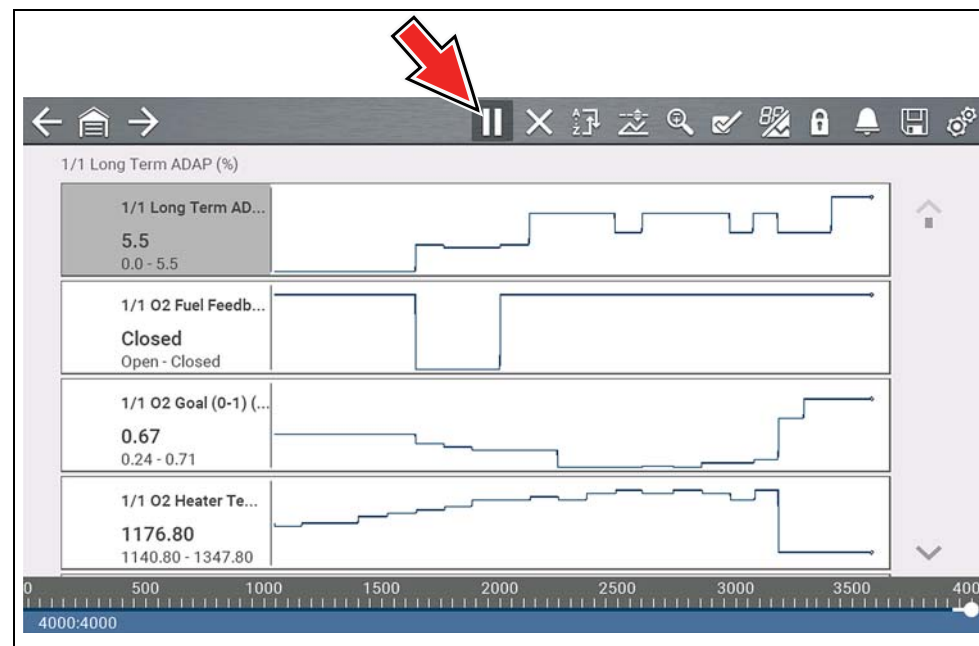 1/1 Long Term ADAP (%)
1/1 Long Term AD...
5.5
0.0 - 5.5
1/1 O2 Fuel Feedb...
Closed
Open - Closed
1/1 O2 Goal (0-1) (...
0.67
0.24 - 0.71
1/1 O2 Heater Te...
1176.80
1140.80 - 1347.80
0 500 1000 1500 2000 2500 3000 3500 400
4000:4000